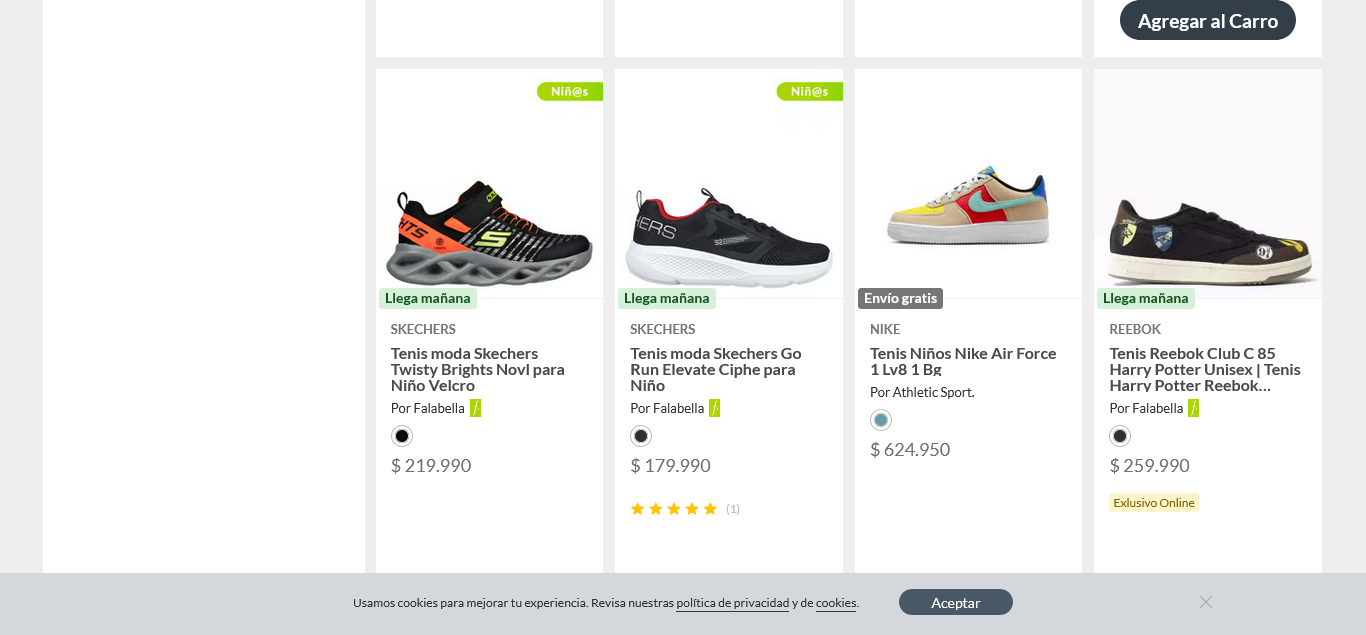 Agregar al Carro
Niñ@s
Llega mañana
SKECHERS
Tenis moda Skechers
Twisty Brights Novl para
Niño Velcro
Por Falabella
$ 219.990
Niñ@s
Llega mañana
SKECHERS
Tenis moda Skechers Go
Run Elevate Ciphe para
Niño
Por Falabella
$ 179.990
(1)
Envío gratis
NIKE
Tenis Niños Nike Air Force
1 Lv8 1 Bg
Por Athletic Sport.
$ 624.950
Llega mañana
REEBOK
Tenis Reebok Club C 85
Harry Potter Unisex | Tenis
Harry Potter Reebok…
Por Falabella
$ 259.990
Exlusivo Online
Usamos cookies para mejorar tu experiencia. Revisa nuestras política de privacidad y de cookies.
Aceptar